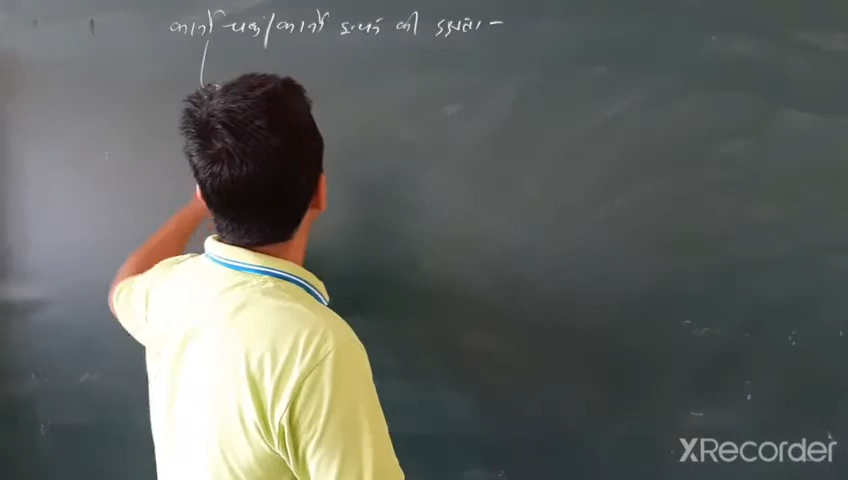 कार्नो चक्र/कार्नो इंजन की दक्षता -
XRecorder